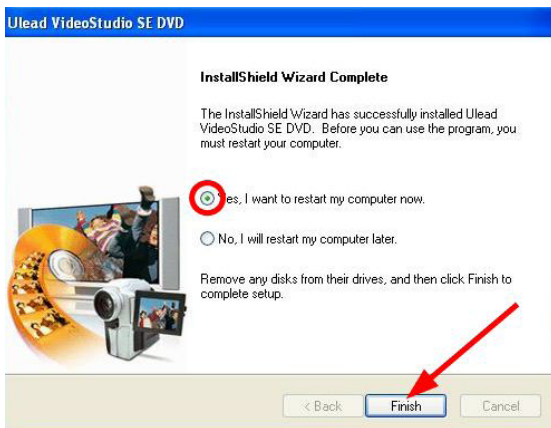 Ulead VideoStudio SE DVD
InstallShield Wizard Complete
The InstallShield Wizard has successfully installed Ulead
VideoStudio SE DVD. Before you can use the program, you
must restart your computer.
Yes, I want to restart my computer now.
No, I will restart my computer later.
Remove any disks from their drives, and then click Finish to
complete setup.
< Back Finish Cancel